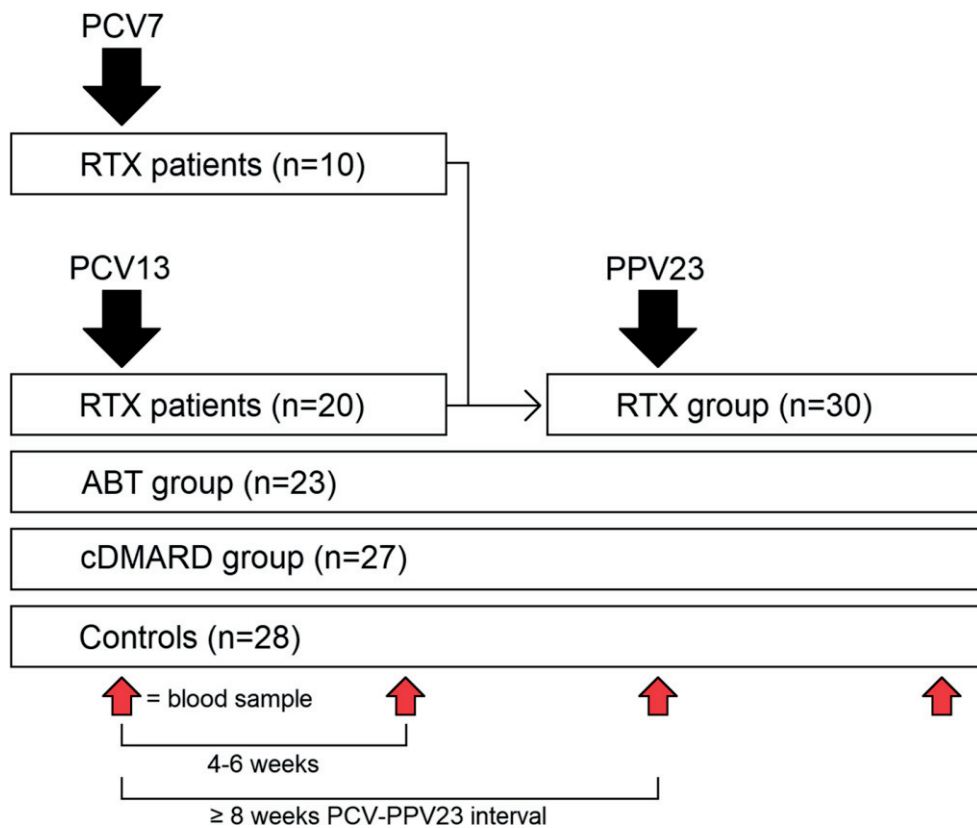 PCV7
RTX patients (n=10)
PCV13
PPV23
RTX patients (n=20)
RTX group (n=30)
ABT group (n=23)
cDMARD group (n=27)
Controls (n=28)
= blood sample
4-6 weeks
≥ 8 weeks PCV-PPV23 interval